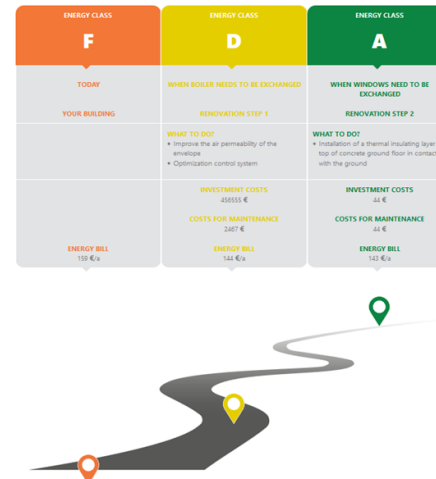 ENERGY CLASS
F
TODAY
YOUR BUILDING
ENERGY BILL
159 €/a
ENERGY CLASS
D
WHEN BOILER NEEDS TO BE EXCHANGED
RENOVATION STEP 1
WHAT TO DO?
• Improve the air permeability of the
envelope
• Optimization control system
INVESTMENT COSTS
456555 €
COSTS FOR MAINTENANCE
2467 €
ENERGY BILL
144 €/a
ENERGY CLASS
A
WHEN WINDOWS NEED TO BE
EXCHANGED
RENOVATION STEP 2
WHAT TO DO?
• Installation of a thermal insulating layer
top of concrete ground floor in contact
with the ground
INVESTMENT COSTS
44 €
COSTS FOR MAINTENANCE
44 €
ENERGY BILL
143 €/a